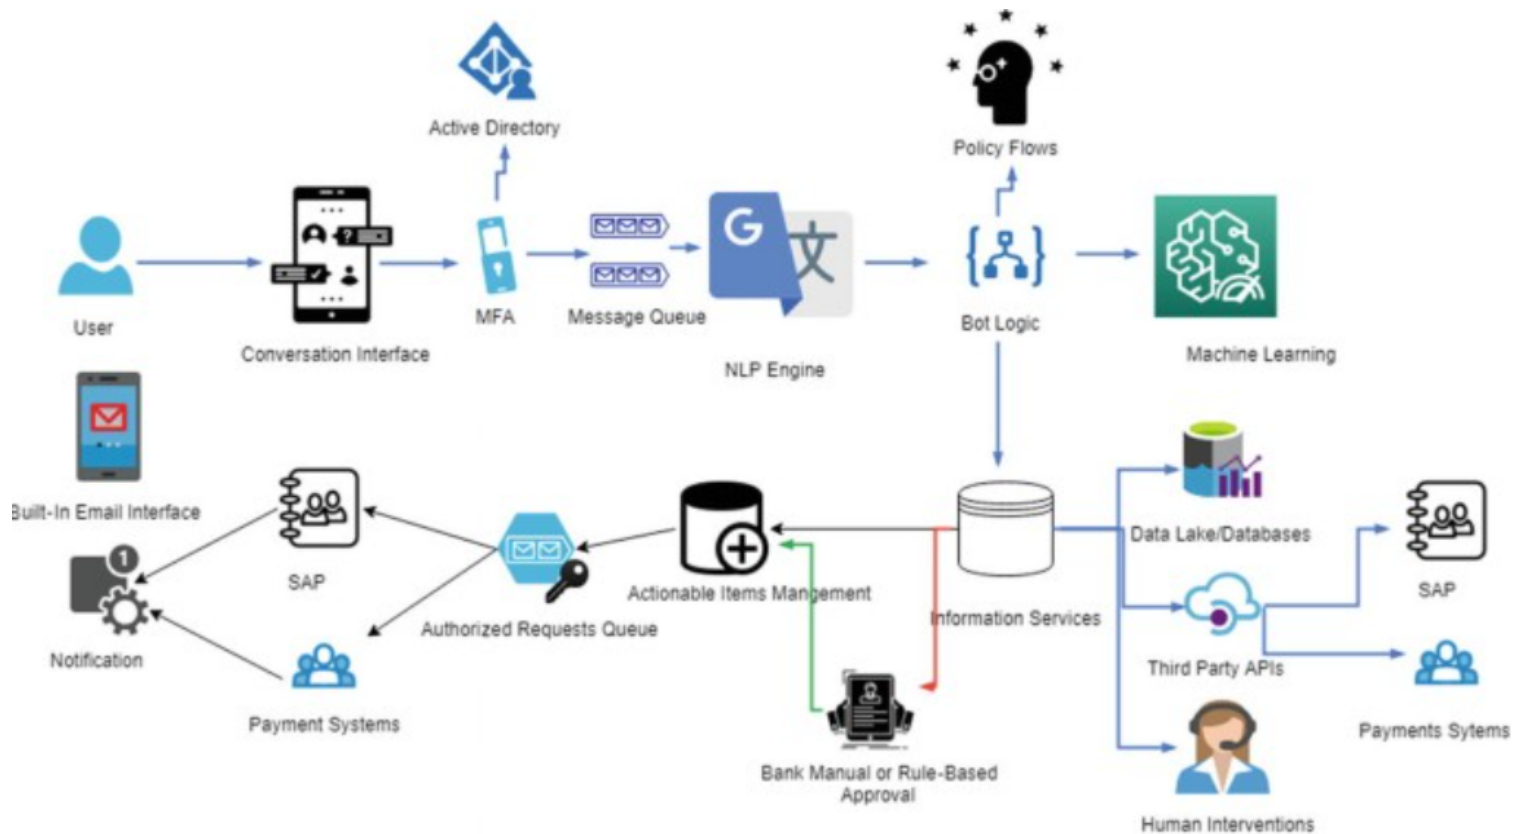 Active Directory
Policy Flows
User
Conversation Interface
MFA
Message Queue
G
文
NLP Engine
Bot Logic
Machine Learning
Built-In Email Interface
SAP
Notification
Payment Systems
Authorized Requests Queue
Actionable Items Mangement
Information Services
Bank Manual or Rule-Based
Approval
Data Lake/Databases
Third Party APIs
SAP
Payments Sytems
Human Interventions
1
?